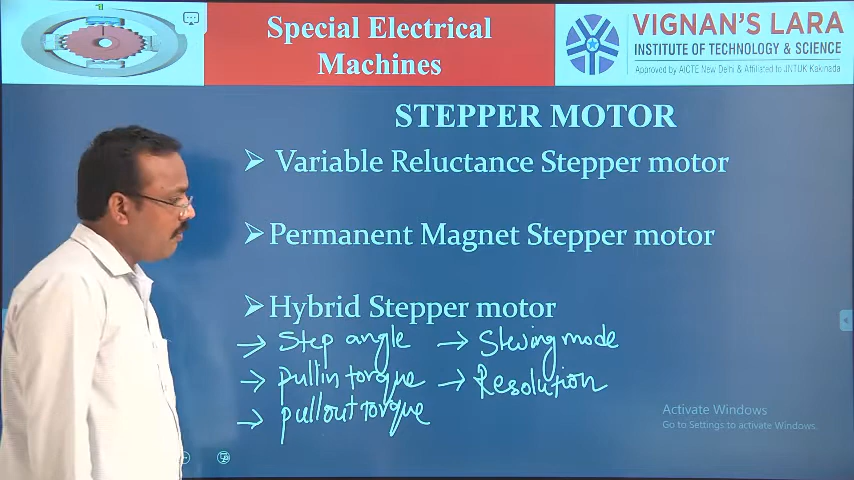 Special Electrical
Machines
VIGNAN'S LARA
INSTITUTE OF TECHNOLOGY & SCIENCE
Approved by AICTE New Delhi & Affiliated to JNTUK Kakinada
STEPPER MOTOR
➤ Variable Reluctance Stepper motor
➤ Permanent Magnet Stepper motor
➤ Hybrid Stepper motor
→ Step angle → Slewing mode
→ pullin torque → Resolution
→ pullout torque
Activate Windows
Go to Settings to activate Windows.